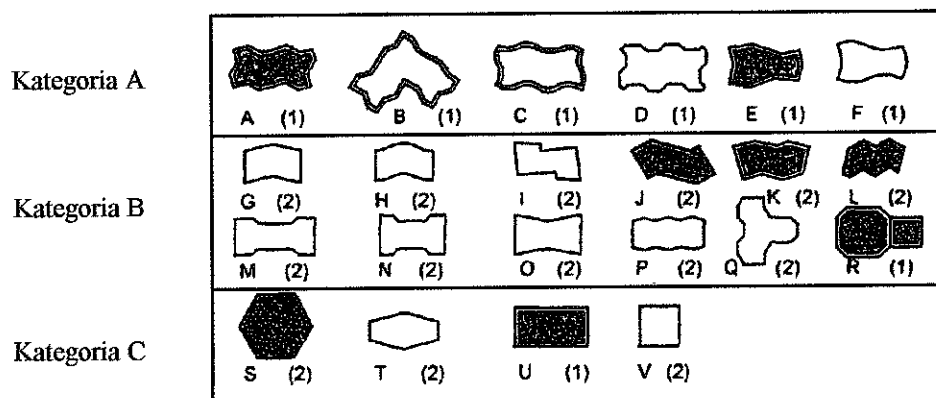 Kategoria A
A (1) B (1) C (1) D (1) E (1) F (1)
Kategoria B
G (2) H (2) I (2) J (2) K (2) L (2)
M (2) N (2) O (2) P (2) Q (2) R (1)
Kategoria C
S (2) T (2) U (1) V (2)